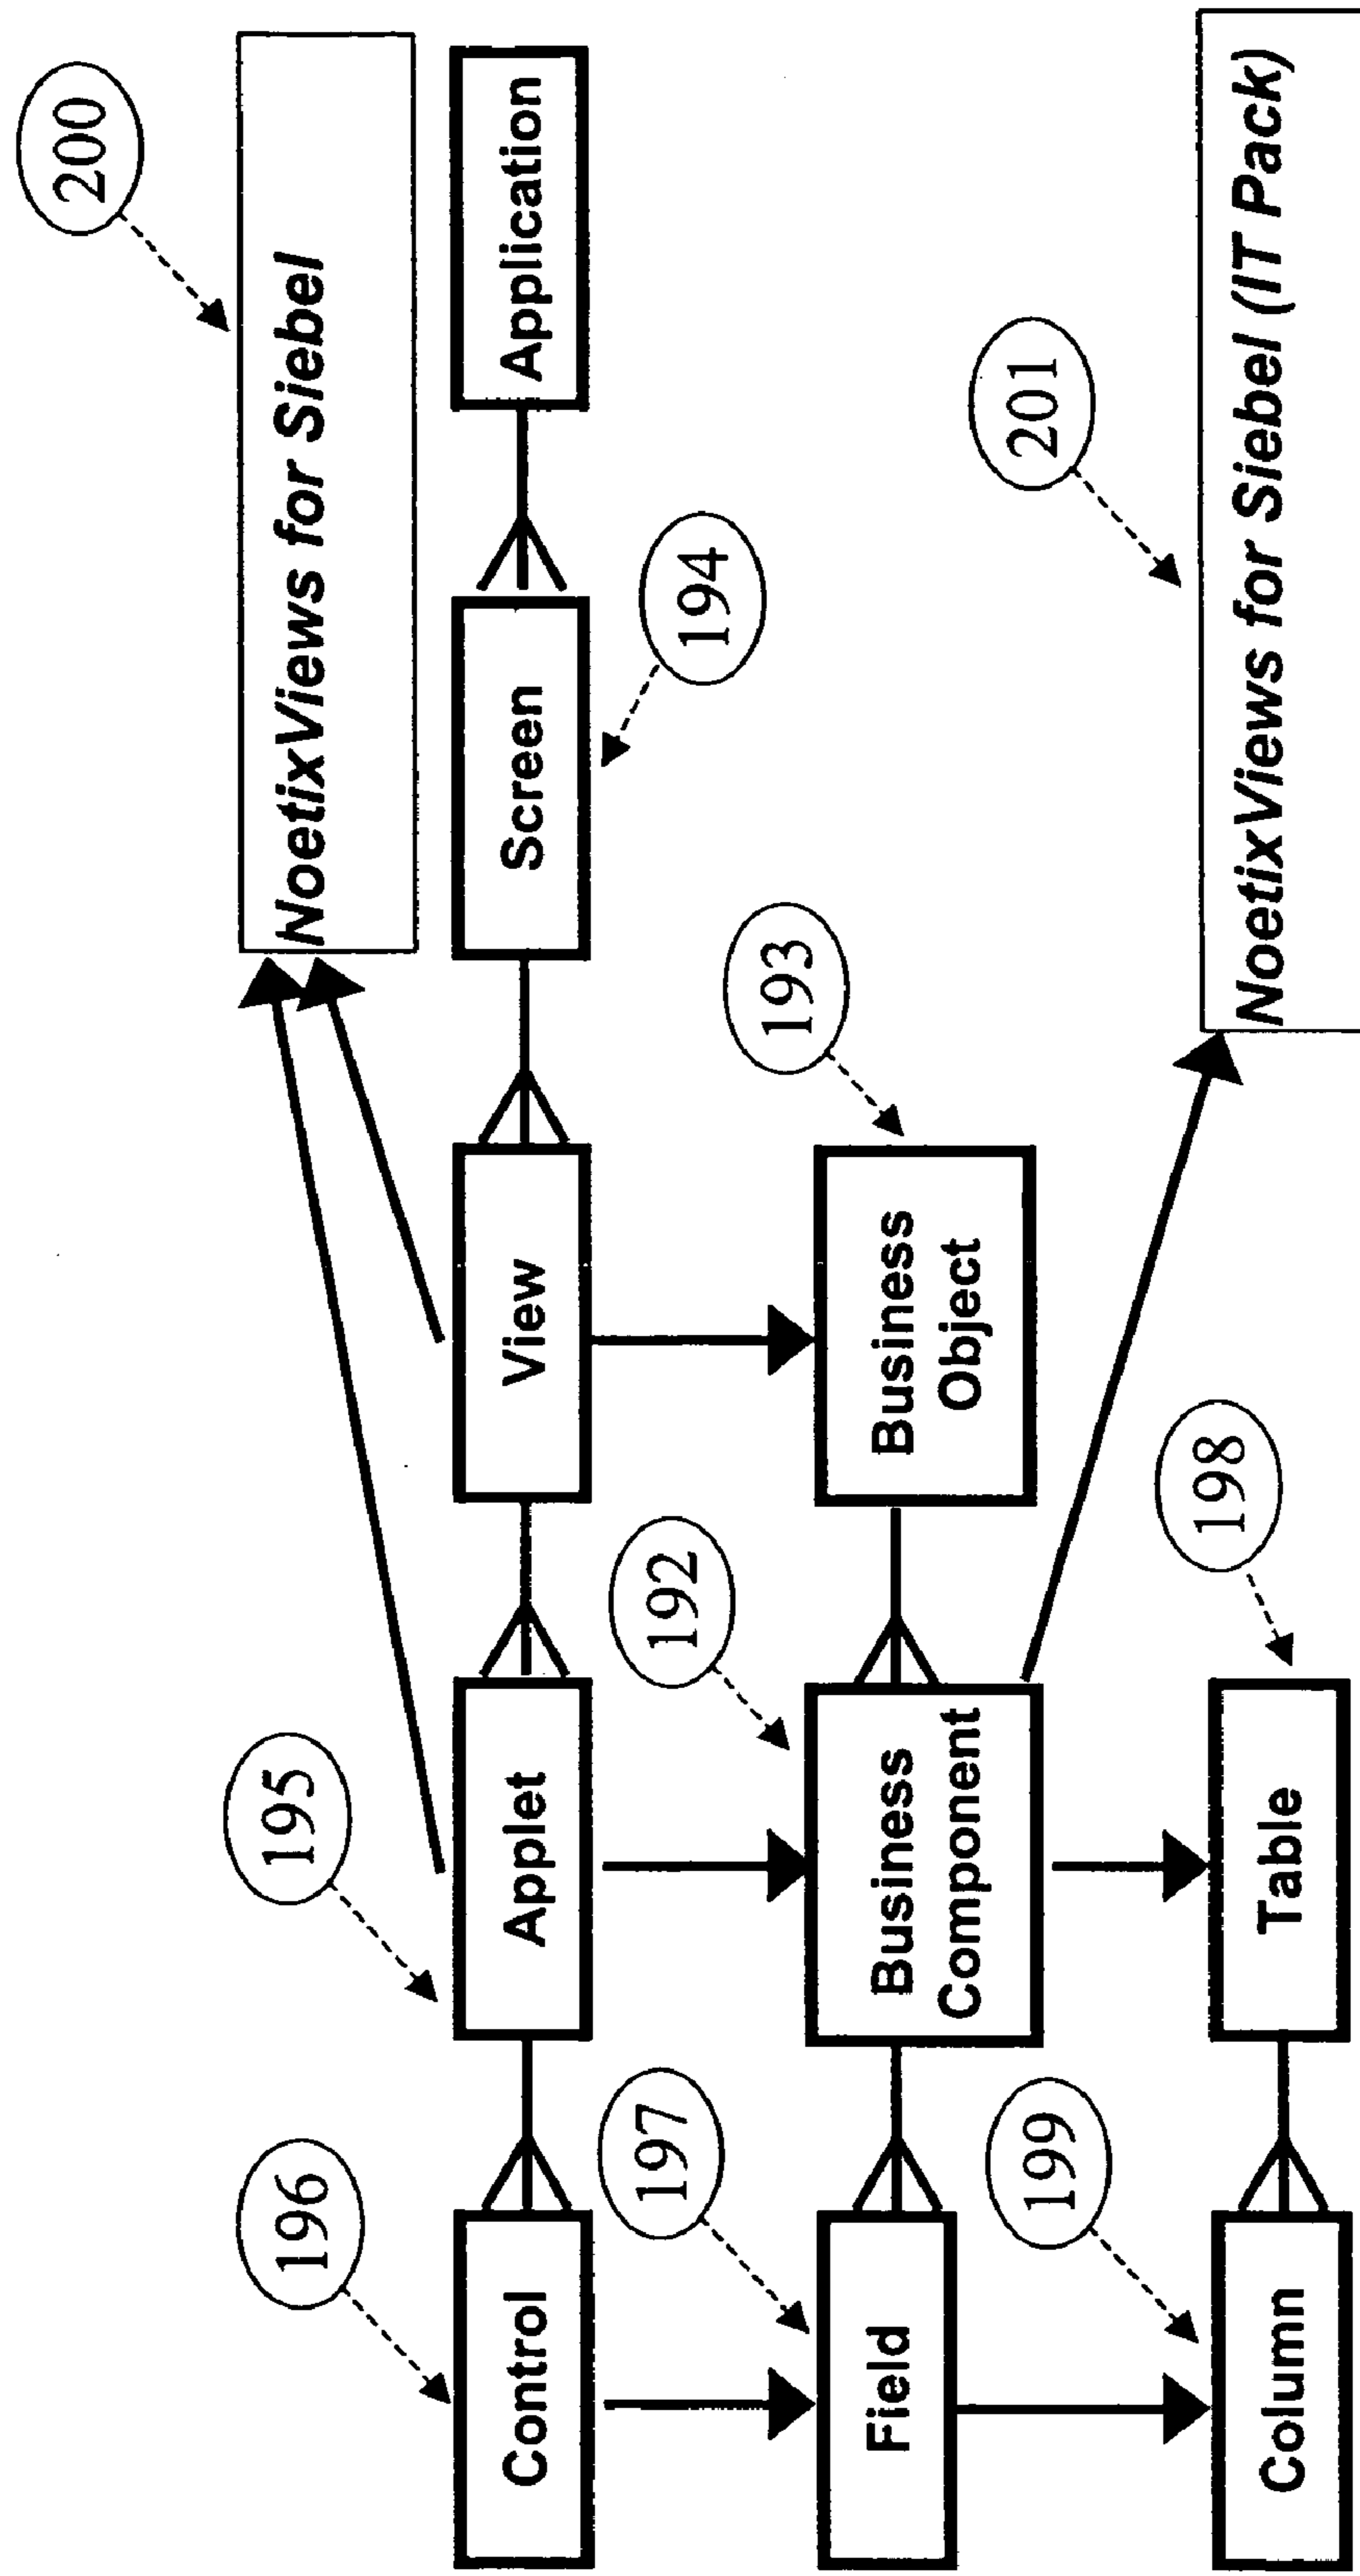 200
196
195
NoetixViews for Siebel
Control
Applet
View
Screen
Application
197
192
194
193
Field
Business
Component
Business
Object
199
201
198
Column
Table
NoetixViews for Siebel (IT Pack)